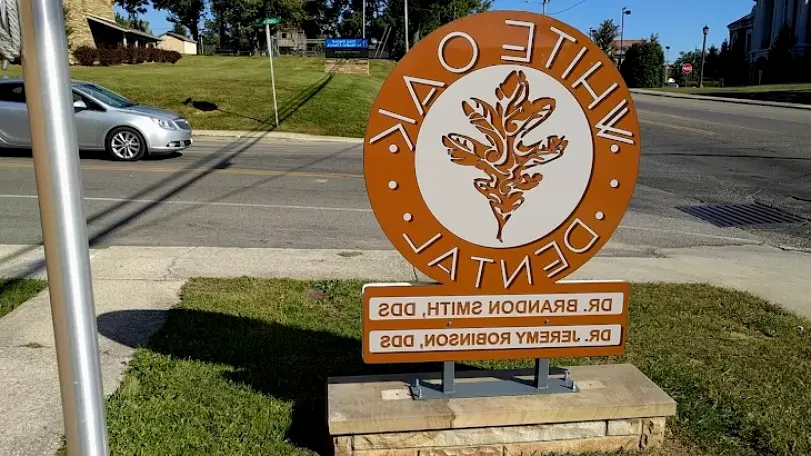 WHITE OAK
DENTAL
DR. BRANDON SMITH, DDS
DR. JEREMY ROBINSON, DDS